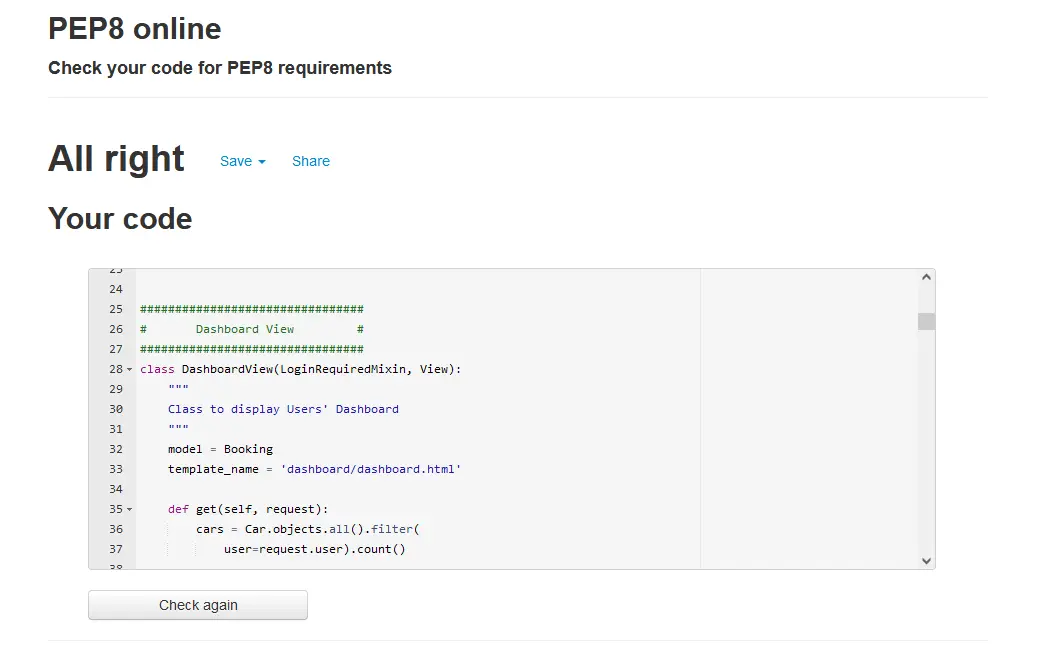 PEP8 online
Check your code for PEP8 requirements
All right Save Share
Your code
23
24
25 ################################
26 # Dashboard View #
27 ################################
28 class DashboardView(LoginRequiredMixin, View):
29 """
30 Class to display Users' Dashboard
31 """
32 model = Booking
33 template_name = 'dashboard/dashboard.html'
34
35 def get(self, request):
36 cars = Car.objects.all().filter(
37 user=request.user).count()
38
Check again